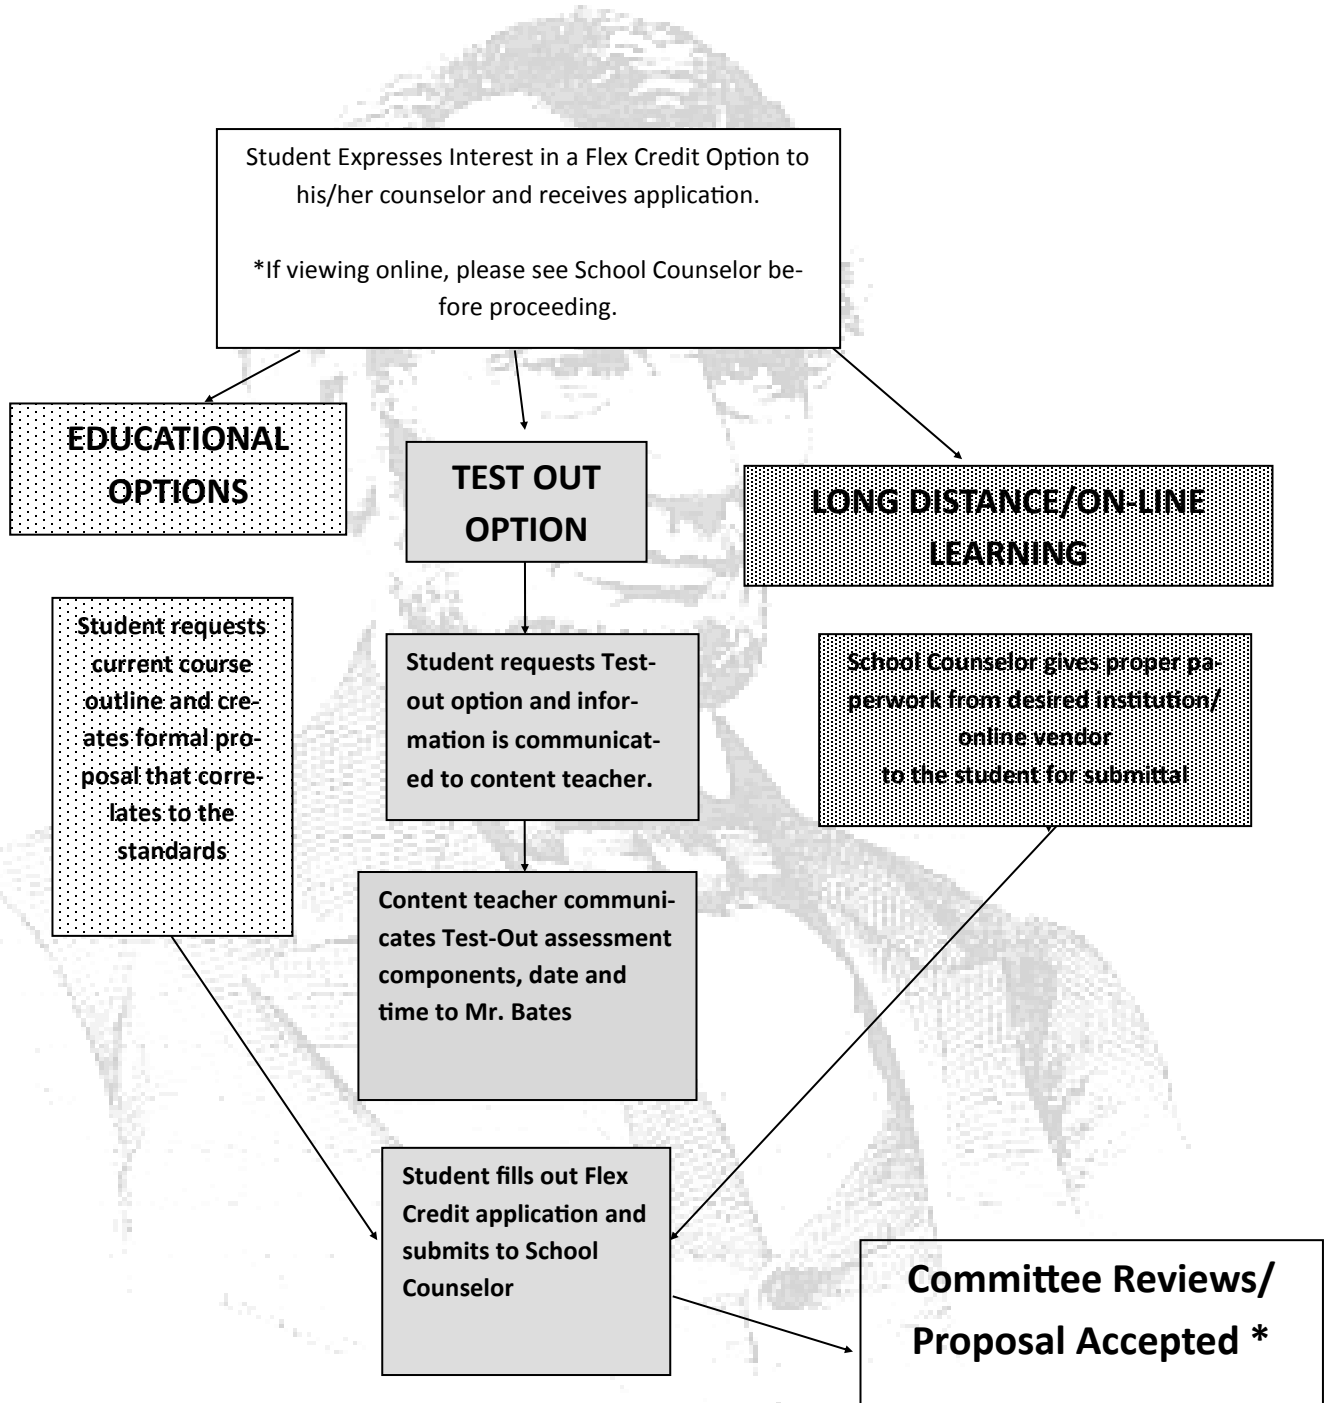 Student Expresses Interest in a Flex Credit Option to
his/her counselor and receives application.
*If viewing online, please see School Counselor be-
fore proceeding.
EDUCATIONAL
OPTIONS
TEST OUT
OPTION
LONG DISTANCE/ON-LINE
LEARNING
Student requests
current course
outline and cre-
ates formal pro-
posal that corre-
lates to the
standards
Student requests Test-
out option and infor-
mation is communicat-
ed to content teacher.
School Counselor gives proper pa-
perwork from desired institution/
online vendor
to the student for submittal
Content teacher communi-
cates Test-Out assessment
components, date and
time to Mr. Bates
Student fills out Flex
Credit application and
submits to School
Counselor
Committee Reviews/
Proposal Accepted *